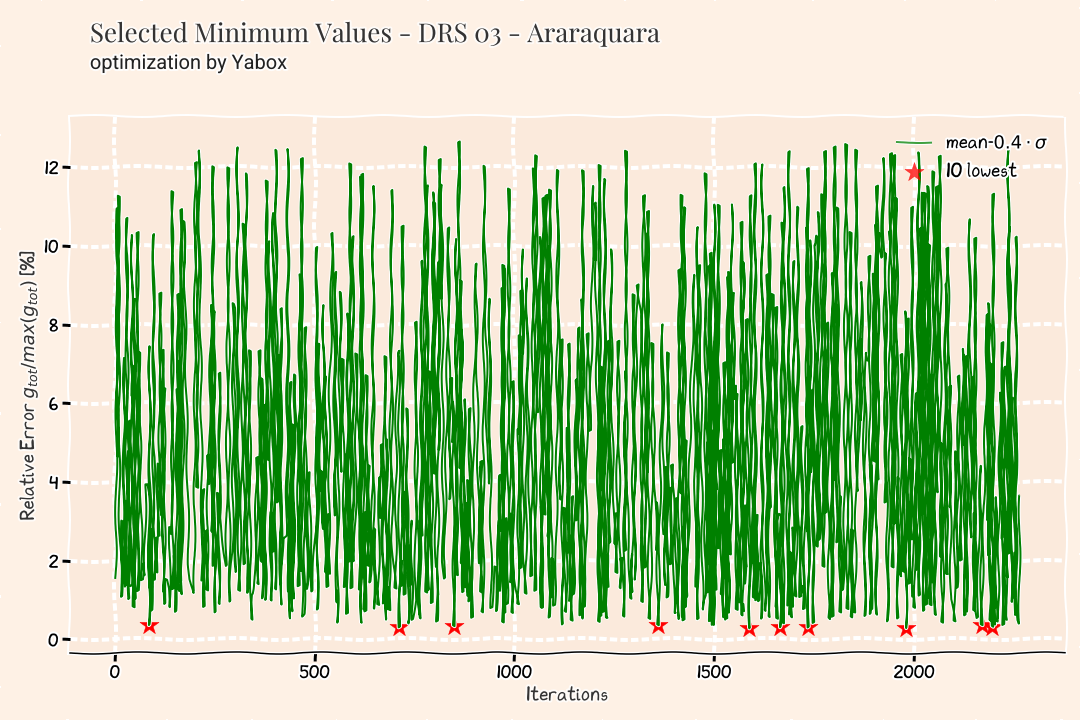 Selected Minimum Values - DRS 03 - Araraquara
optimization by Yabox
mean-0.4 · σ
10 lowest
Relative Error g_tot/max(g_tot) [%]
12
10
8
6
4
2
0
0 500 1000 1500 2000
Iterations